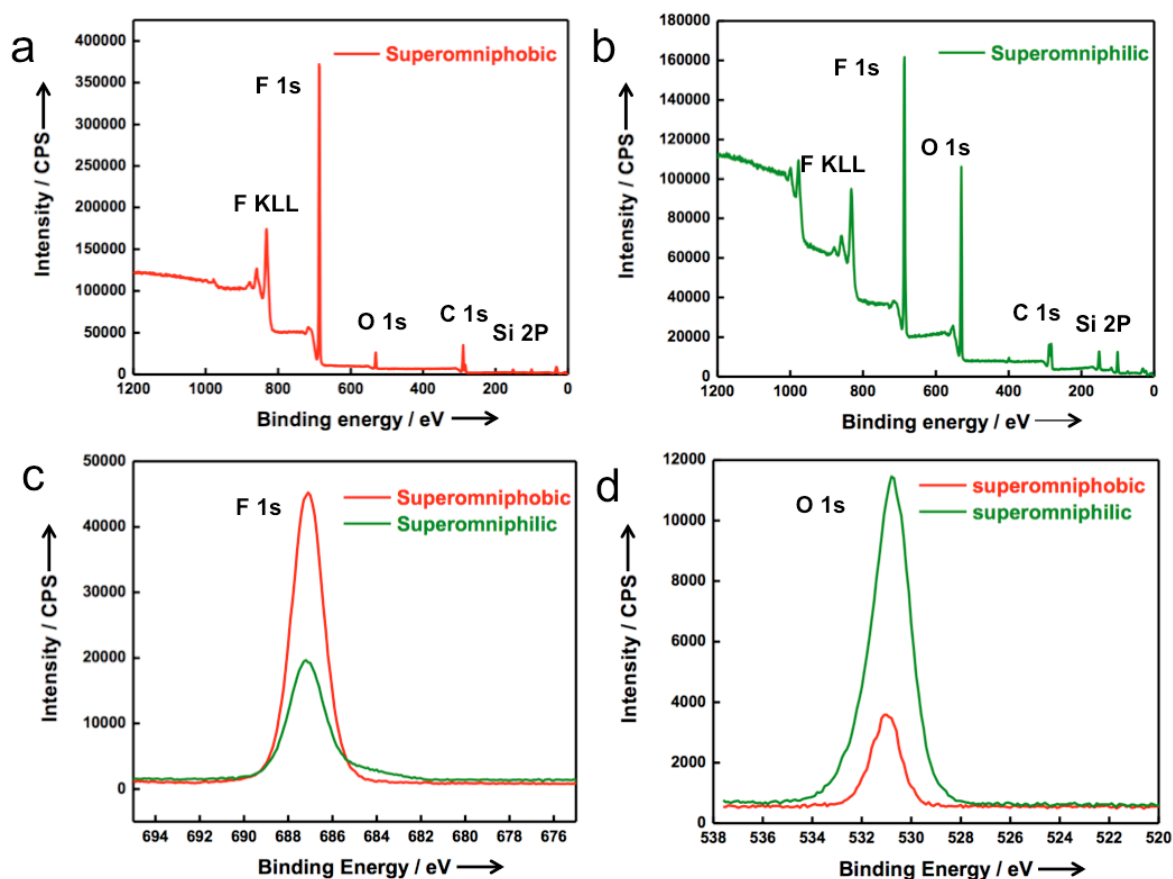 a
Superomniphobic
Intensity / CPS
400000
350000
300000
250000
200000
150000
100000
50000
0
F 1s
F KLL
O 1s
C 1s
Si 2P
1200 1000 800 600 400 200 0
Binding energy / eV
b
Superomniphilic
Intensity / CPS
180000
160000
140000
120000
100000
80000
60000
40000
20000
0
F 1s
O 1s
F KLL
C 1s
Si 2P
1200 1000 800 600 400 200 0
Binding energy / eV
c
F 1s
Superomniphobic
Superomniphilic
Intensity / CPS
50000
40000
30000
20000
10000
0
694 692 690 688 686 684 682 680 678 676
Binding Energy / eV
d
O 1s
superomniphobic
superomniphilic
Intensity / CPS
12000
10000
8000
6000
4000
2000
0
538 536 534 532 530 528 526 524 522 520
Binding Energy / eV